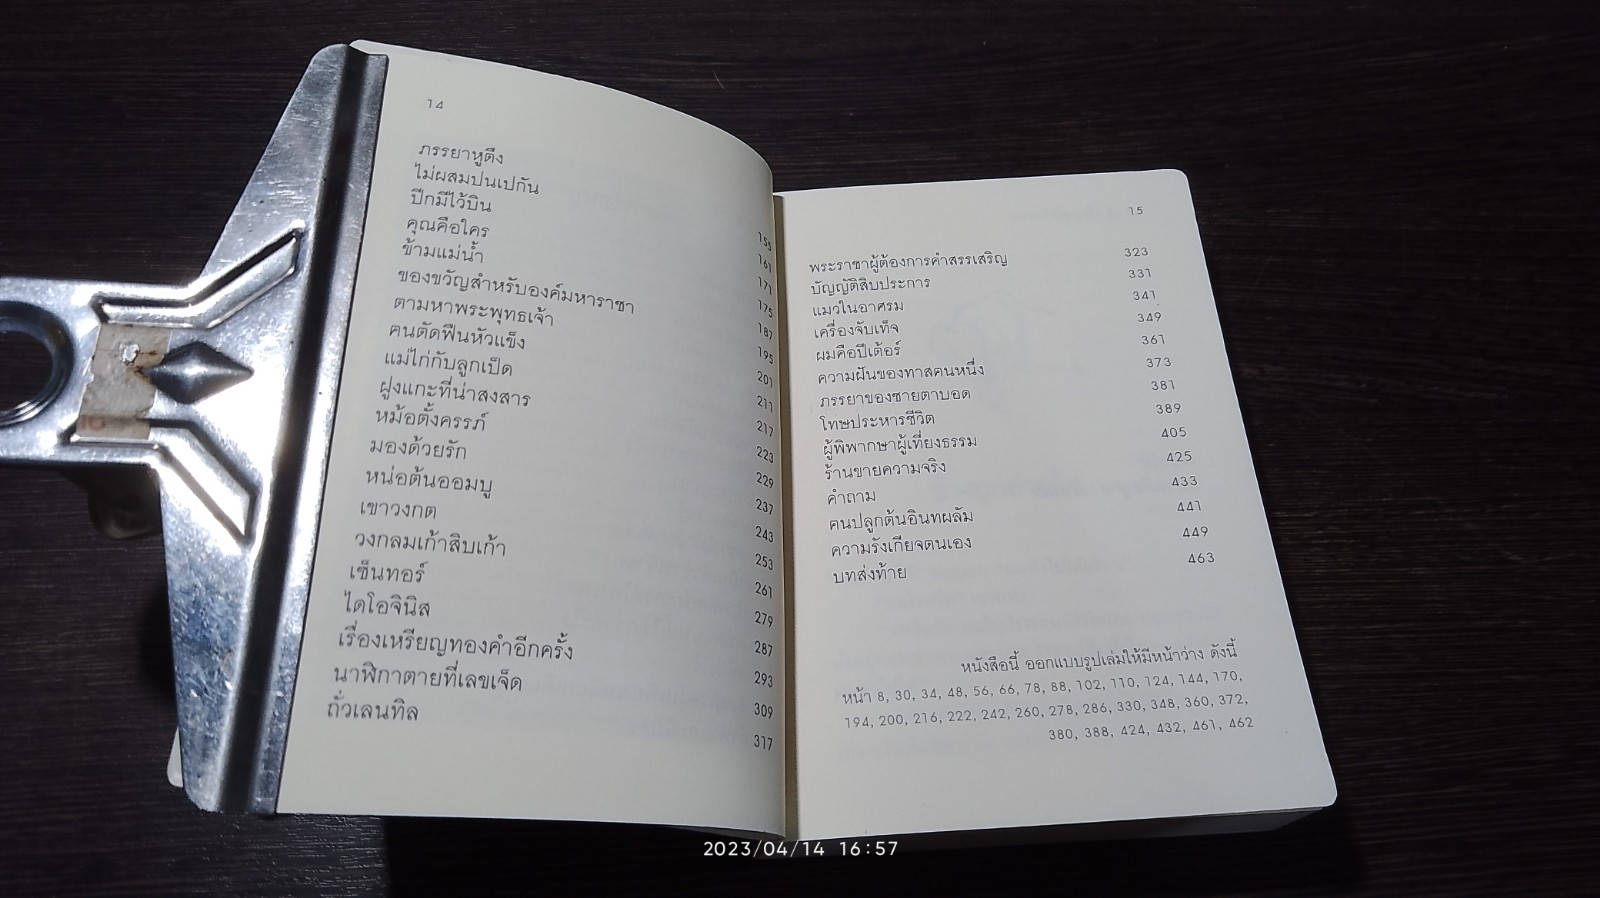 14
ภรรยาหูตึง 155
ไม่ผสมปนเปกัน 161
ปีกมีไว้บิน 171
คุณคือใคร 175
ข้ามแม่น้ำ 187
ของขวัญสำหรับองค์มหาราชา 195
ตามหาพระพุทธเจ้า 201
คนตัดฟืนหัวแข็ง 211
แม่ไก่กับลูกเป็ด 217
ฝูงแกะที่น่าสงสาร 223
หม้อตั้งครรภ์ 229
มองด้วยรัก 237
หน่อต้นออมบู 243
เขาวงกต 253
วงกลมเก้าสิบเก้า 261
เซ็นทอร์ 279
ไดโอจินิส 287
เรื่องเหรียญทองคำอีกครั้ง 293
นาฬิกาตายที่เลขเจ็ด 309
ถั่วเลนทิล 317
15
พระราชาผู้ต้องการคำสรรเสริญ 323
บัญญัติสิบประการ 331
แมวในอาศรม 341
เครื่องจับเท็จ 349
ผมคือปีเตอร์ 361
ความฝันของทาสคนหนึ่ง 373
ภรรยาของชายตาบอด 381
โทษประหารชีวิต 389
ผู้พิพากษาผู้เที่ยงธรรม 405
ร้านขายความจริง 425
คำถาม 433
คนปลูกต้นอินทผลัม 441
ความรังเกียจตนเอง 449
บทส่งท้าย 463
หนังสือนี้ ออกแบบรูปเล่มให้มีหน้าว่าง ดังนี้
หน้า 8, 30, 34, 48, 56, 66, 78, 88, 102, 110, 124, 144, 170,
194, 200, 216, 222, 242, 260, 278, 286, 330, 348, 360, 372,
380, 388, 424, 432, 461, 462
2023/04/14 16:57